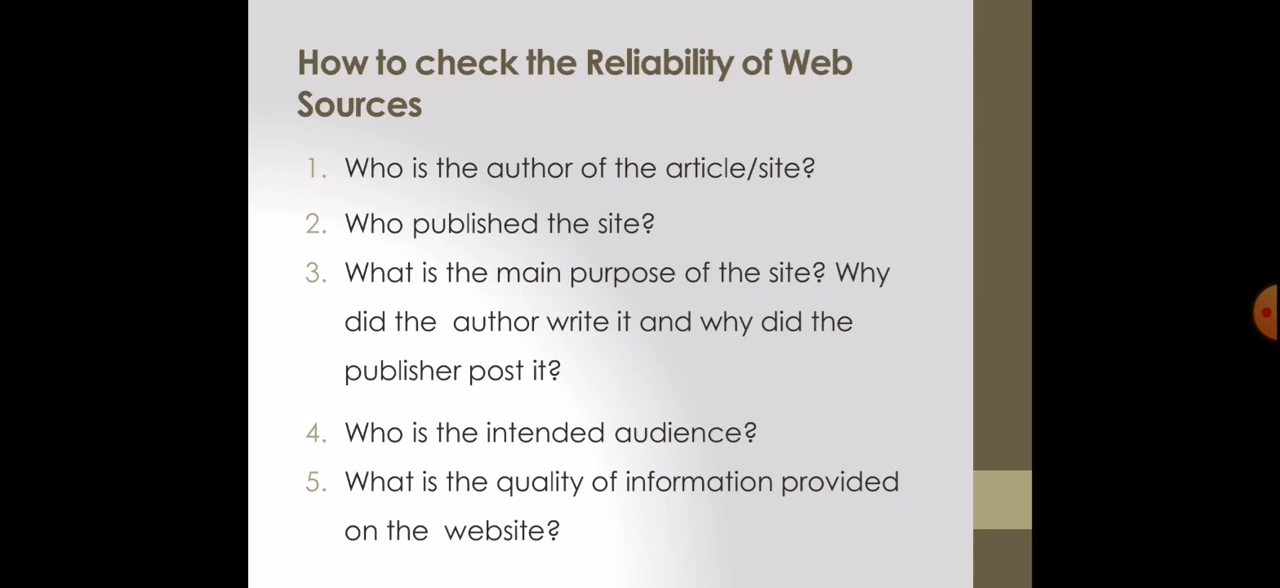 How to check the Reliability of Web
Sources
1. Who is the author of the article/site?
2. Who published the site?
3. What is the main purpose of the site? Why
did the  author write it and why did the
publisher post it?
4. Who is the intended audience?
5. What is the quality of information provided
on the  website?